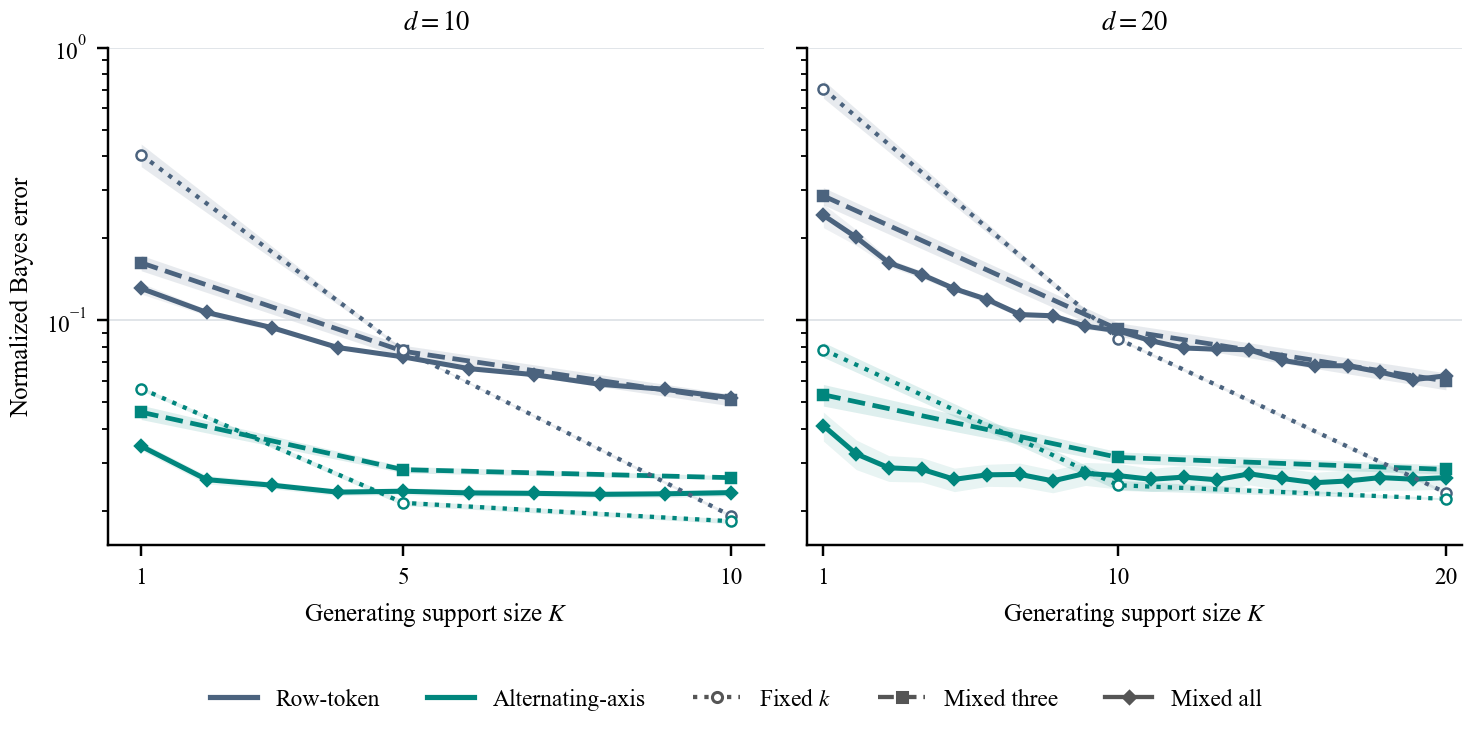 d = 10
d = 20
10^0
10^−1
Normalized Bayes error
1 5 10
1 10 20
Generating support size K
Generating support size K
Row-token Alternating-axis Fixed k Mixed three Mixed all